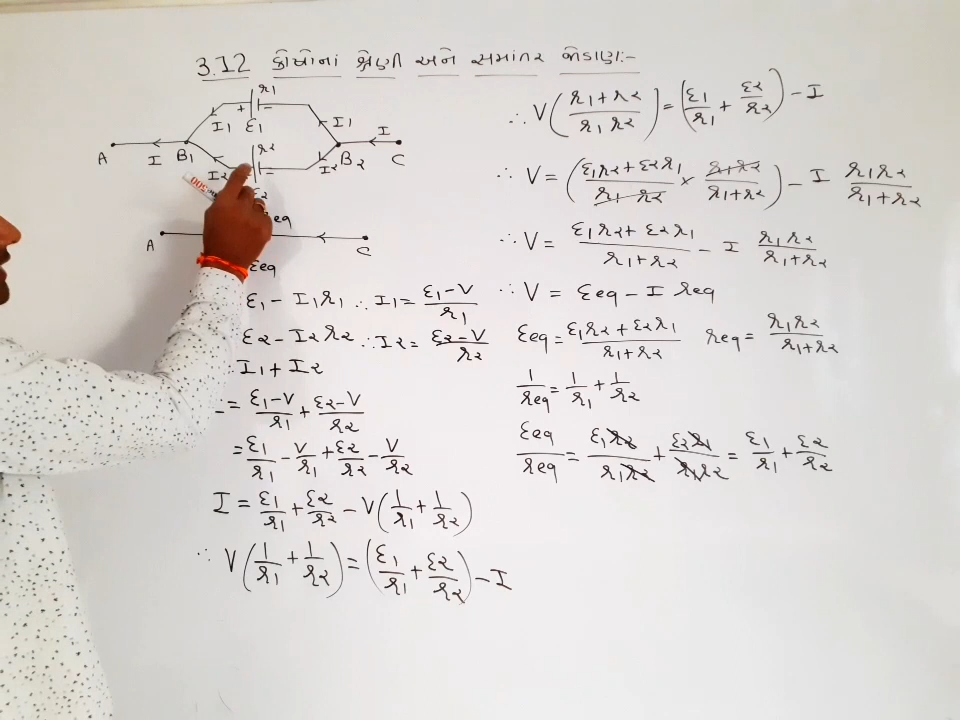 3.12 કોષોનાં શ્રેણી અને સમાંતર જોડાણ:-
r1
+ -
I1 ε1 I1
r2 I
A I B1 B2 C
I2 - I2
ε2
500
eq
A C
εeq
ε1 - I1r1 ∴ I1 = ε1-V/r1
ε2 - I2r2 ∴ I2 = ε2-V/r2
I1 + I2
= ε1-V/r1 + ε2-V/r2
= ε1/r1 - V/r1 + ε2/r2 - V/r2
I = ε1/r1 + ε2/r2 - V(1/r1 + 1/r2)
∴ V(1/r1 + 1/r2) = (ε1/r1 + ε2/r2) - I
∴ V(r1+r2/r1r2) = (ε1/r1 + ε2/r2) - I
∴ V = (ε1r2+ε2r1/r1r2 × r1r2/r1+r2) - I r1r2/r1+r2
∴ V = ε1r2+ε2r1/r1+r2 - I r1r2/r1+r2
∴ V = εeq - I req
εeq = ε1r2+ε2r1/r1+r2 req = r1r2/r1+r2
1/req = 1/r1 + 1/r2
εeq/req = ε1r2/r1r2 + ε2r1/r1r2 = ε1/r1 + ε2/r2